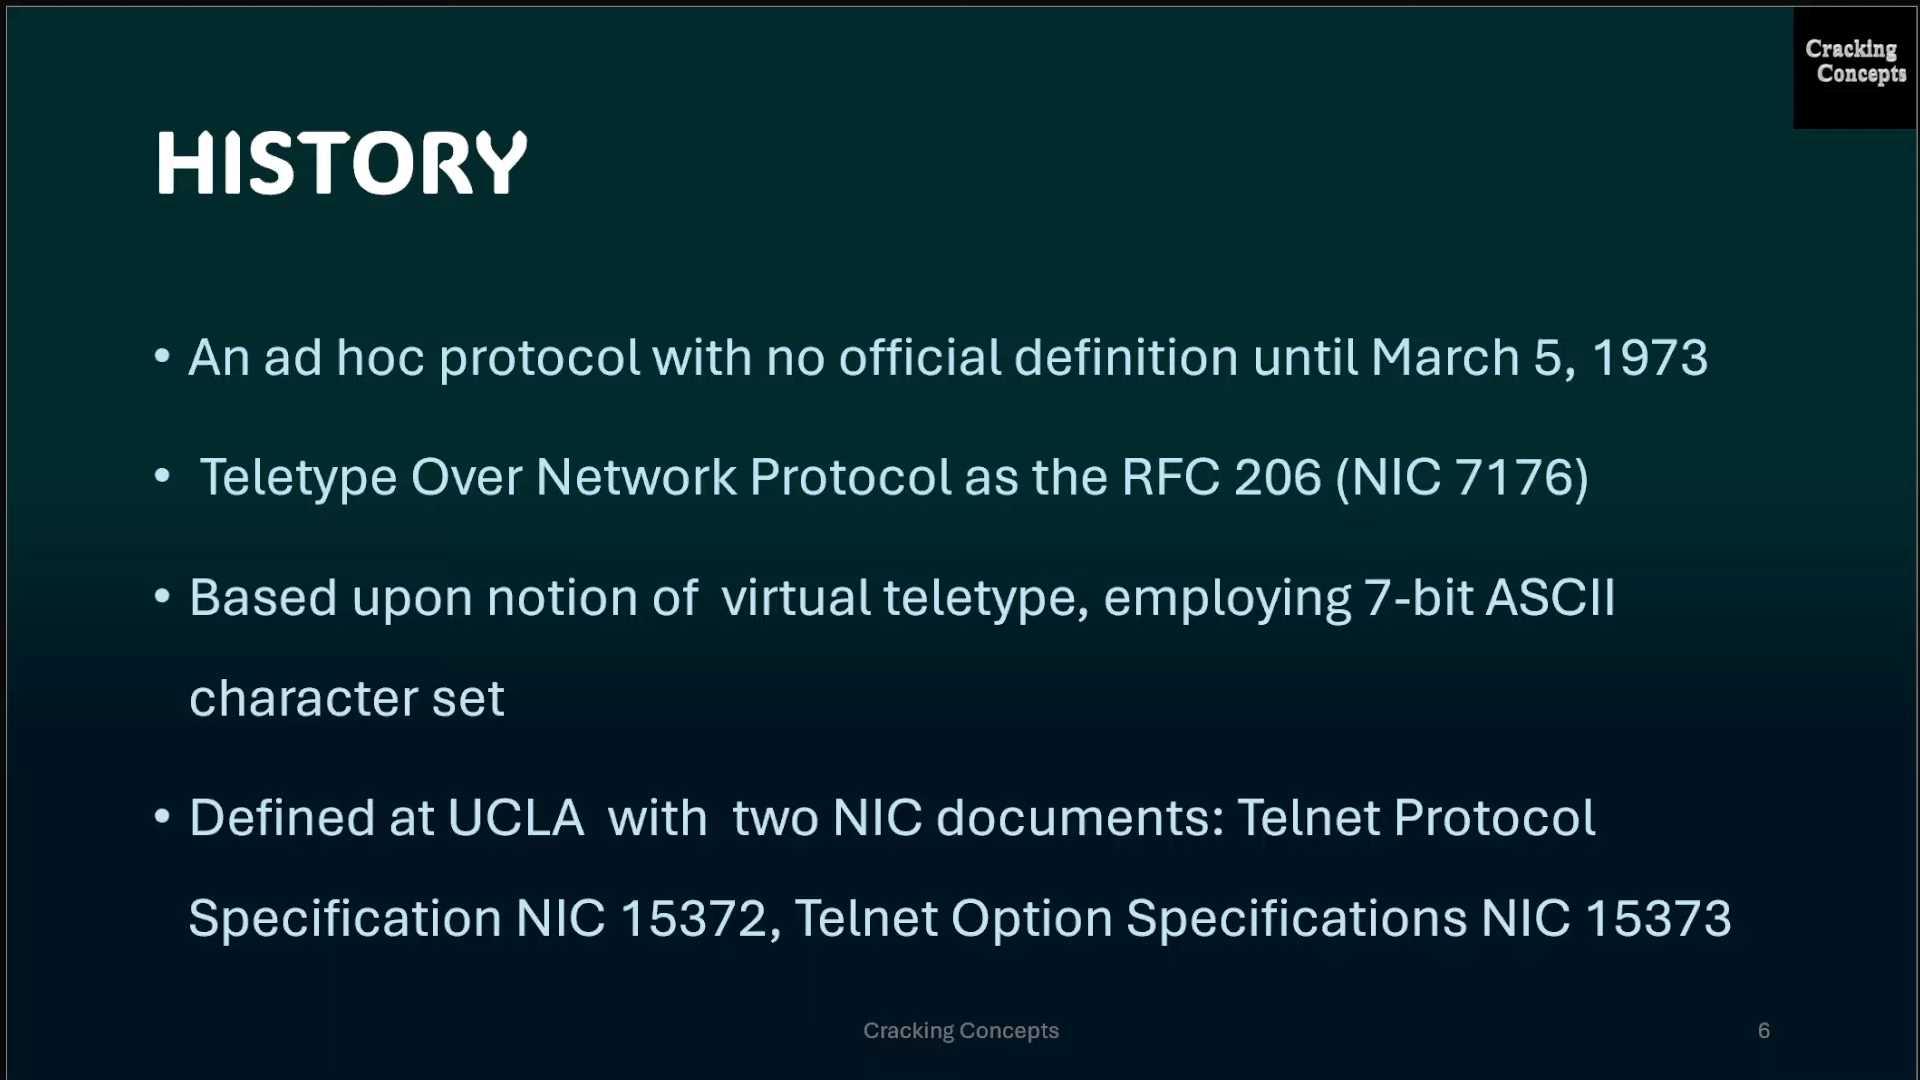 Cracking
Concepts
HISTORY
• An ad hoc protocol with no official definition until March 5, 1973
• Teletype Over Network Protocol as the RFC 206 (NIC 7176)
• Based upon notion of virtual teletype, employing 7-bit ASCII
character set
• Defined at UCLA with two NIC documents: Telnet Protocol
Specification NIC 15372, Telnet Option Specifications NIC 15373
Cracking Concepts
6